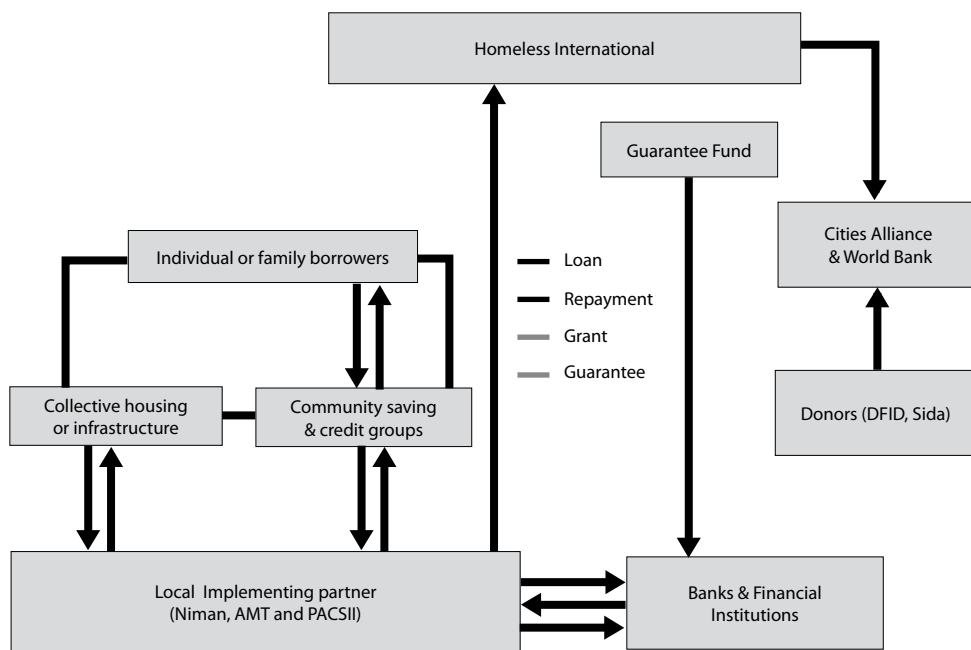 Homeless International
Guarantee Fund
Cities Alliance
& World Bank
Individual or family borrowers
Loan
Repayment
Grant
Guarantee
Collective housing
or infrastructure
Community saving
& credit groups
Donors (DFID, Sida)
Local Implementing partner
(Niman, AMT and PACSII)
Banks & Financial
Institutions